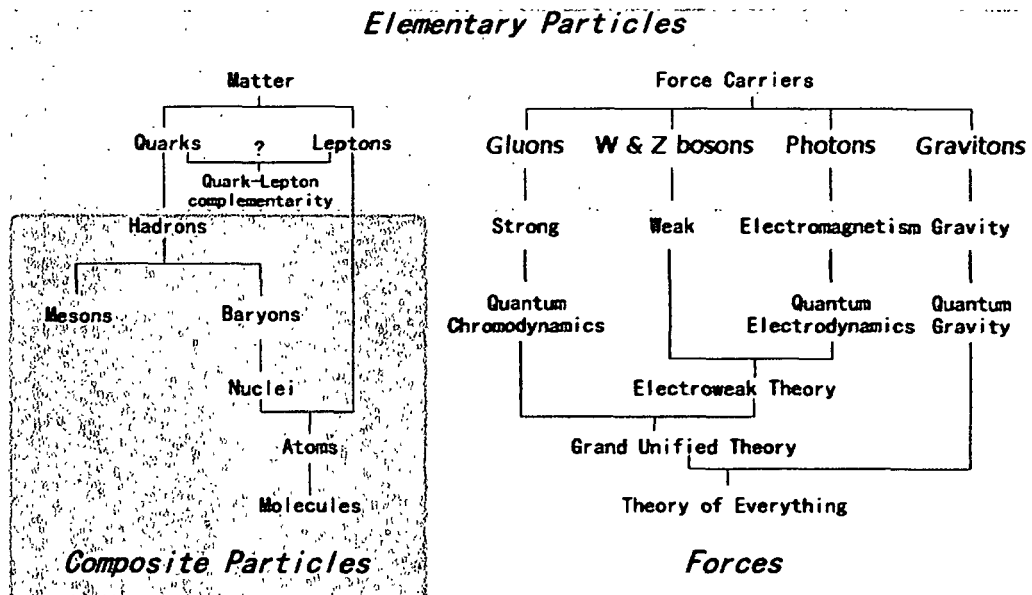 Elementary Particles
Matter
Quarks ? Leptons
Quark-Lepton
complementarity
Hadrons
Mesons Baryons
Nuclei
Atoms
Molecules
Composite Particles
Force Carriers
Gluons W & Z bosons Photons Gravitons
Strong Weak Electromagnetism Gravity
Quantum
Chromodynamics
Quantum
Electrodynamics
Quantum
Gravity
Electroweak Theory
Grand Unified Theory
Theory of Everything
Forces